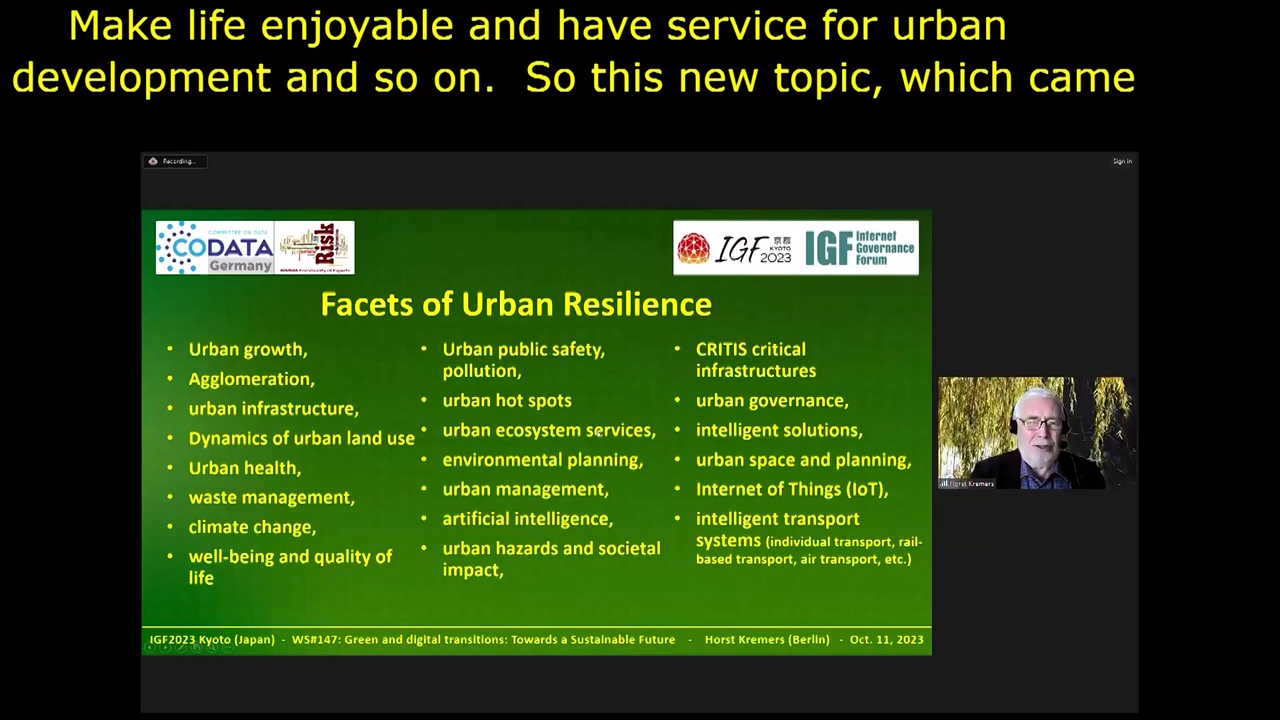 Make life enjoyable and have service for urban
development and so on.  So this new topic, which came
Recording...
Sign in
COMMITTEE ON DATA
CODATA
Germany
Risk
IGF 京都
KYOTO
2023
IGF Internet
Governance
Forum
Facets of Urban Resilience
• Urban growth,
• Agglomeration,
• urban infrastructure,
• Dynamics of urban land use
• Urban health,
• waste management,
• climate change,
• well-being and quality of
life
• Urban public safety,
pollution,
• urban hot spots
• urban ecosystem services,
• environmental planning,
• urban management,
• artificial intelligence,
• urban hazards and societal
impact,
• CRITIS critical
infrastructures
• urban governance,
• intelligent solutions,
• urban space and planning,
• Internet of Things (IoT),
• intelligent transport
systems (individual transport, rail-
based transport, air transport, etc.)
Horst Kremers
IGF2023 Kyoto (Japan)  -  WS#147: Green and digital transitions: Towards a Sustainable Future  -  Horst Kremers (Berlin)  -  Oct. 11, 2023